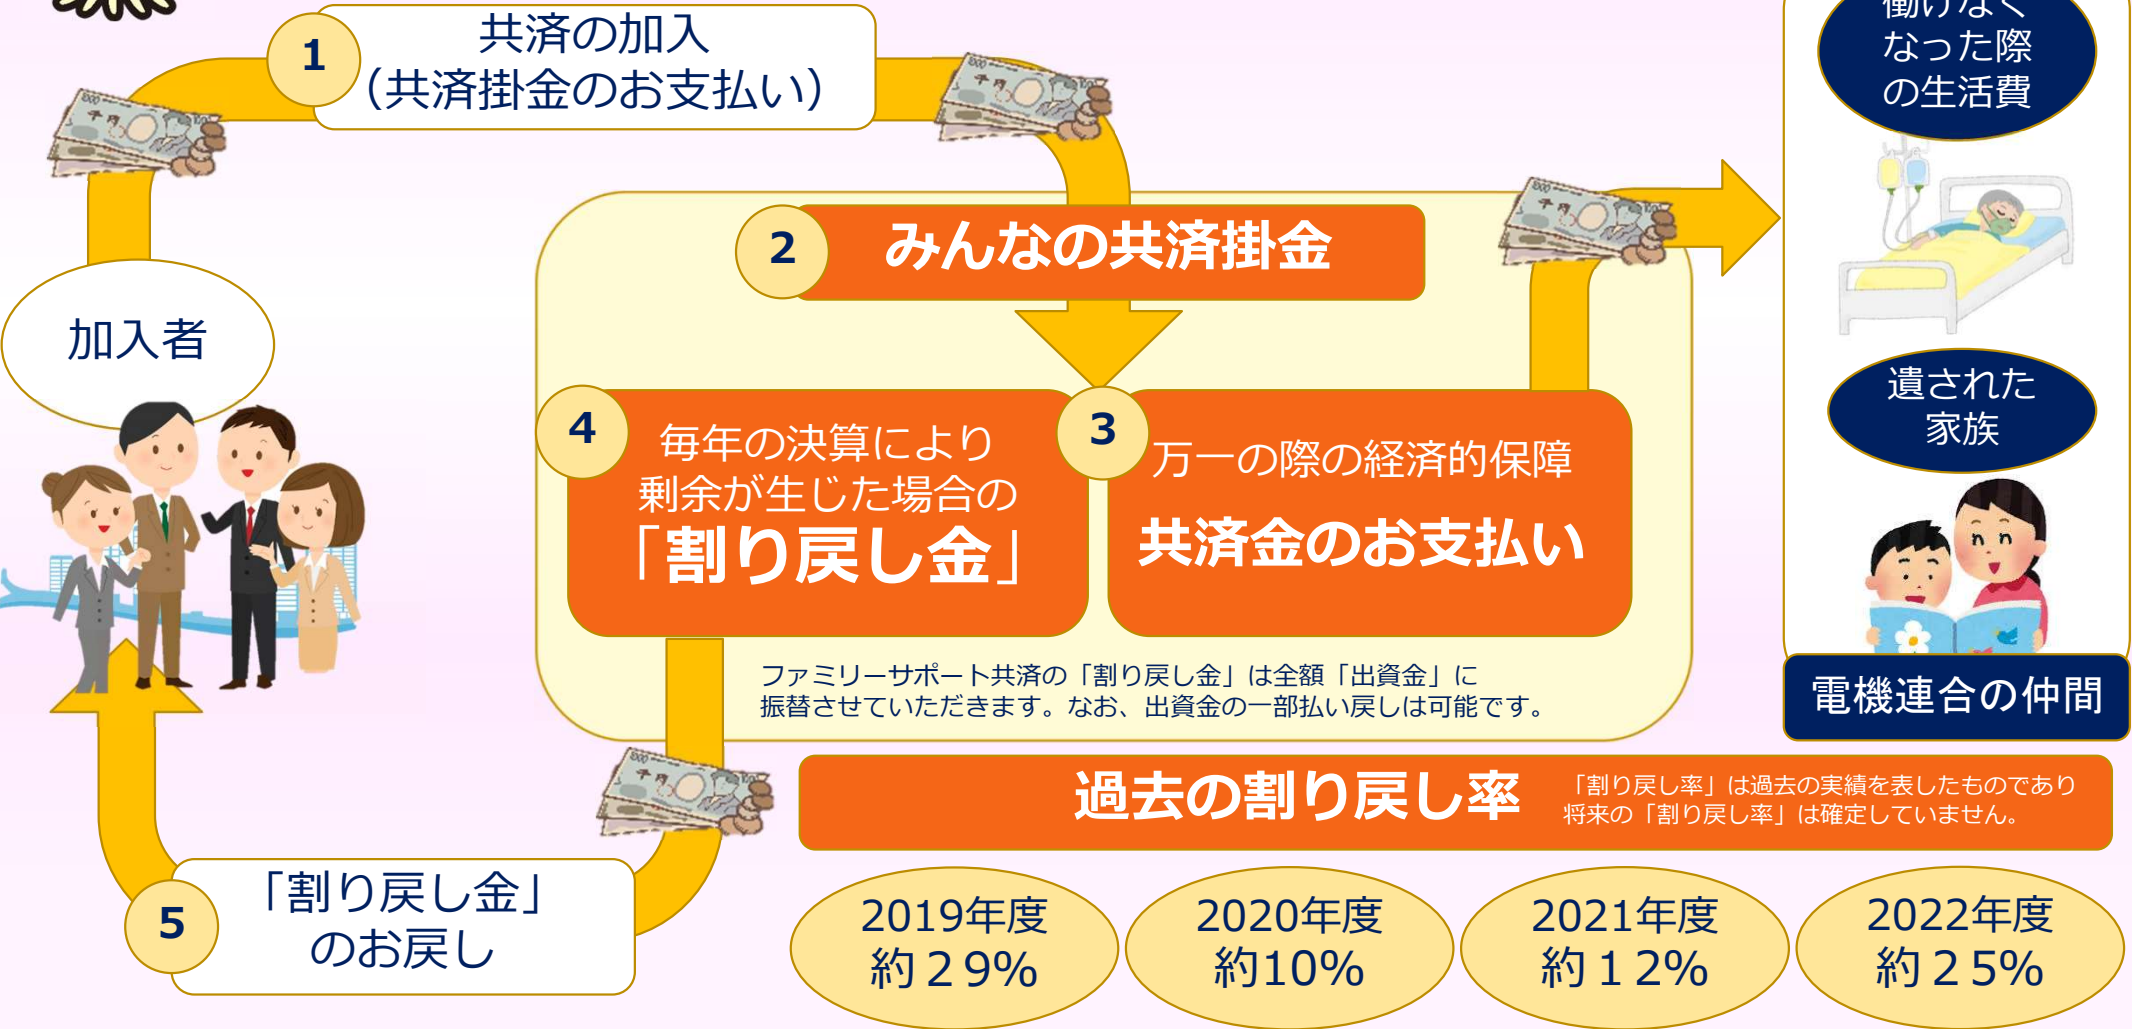 1
共済の加入
（共済掛金のお支払い）
加入者
2
みんなの共済掛金
4
毎年の決算により
剰余が生じた場合の
「割り戻し金」
3
万一の際の経済的保障
共済金のお支払い
ファミリーサポート共済の「割り戻し金」は全額「出資金」に
振替させていただきます。なお、出資金の一部払い戻しは可能です。
5
「割り戻し金」
のお戻し
働けなく
なった際
の生活費
遺された
家族
電機連合の仲間
過去の割り戻し率
「割り戻し率」は過去の実績を表したものであり
将来の「割り戻し率」は確定していません。
2019年度
約２9%
2020年度
約10%
2021年度
約１2%
2022年度
約２5%